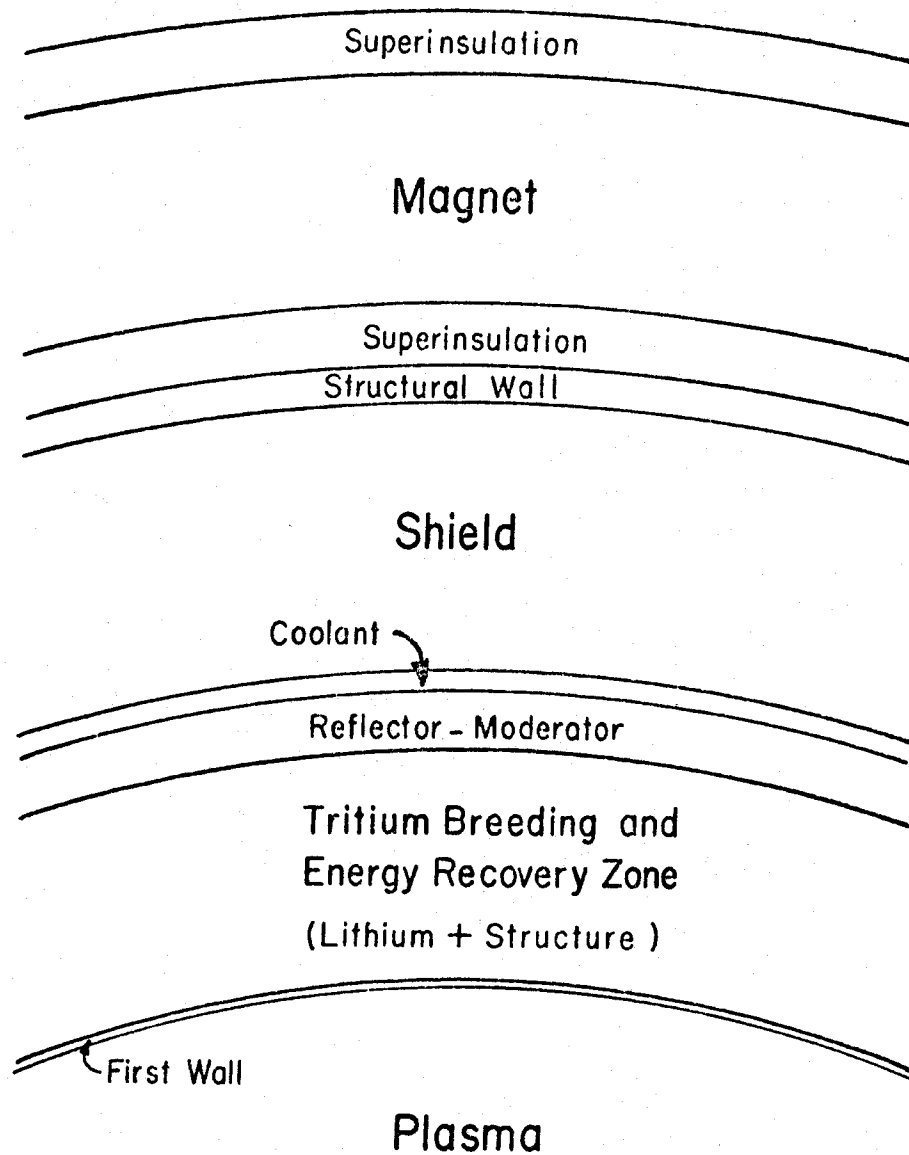 Superinsulation
Magnet
Superinsulation
Structural Wall
Shield
Coolant
Reflector - Moderator
Tritium Breeding and
Energy Recovery Zone
(Lithium + Structure)
First Wall
Plasma